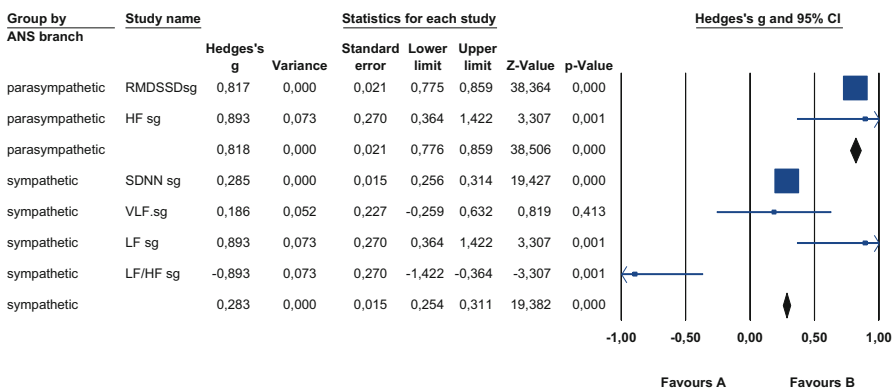 Group by Study name Statistics for each study Hedges's g and 95% CI
ANS branch
Hedges's Standard Lower Upper
g Variance error limit limit Z-Value p-Value
parasympathetic RMDSSDsg 0,817 0,000 0,021 0,775 0,859 38,364 0,000
parasympathetic HF sg 0,893 0,073 0,270 0,364 1,422 3,307 0,001
parasympathetic 0,818 0,000 0,021 0,776 0,859 38,506 0,000
sympathetic SDNN sg 0,285 0,000 0,015 0,256 0,314 19,427 0,000
sympathetic VLF.sg 0,186 0,052 0,227 -0,259 0,632 0,819 0,413
sympathetic LF sg 0,893 0,073 0,270 0,364 1,422 3,307 0,001
sympathetic LF/HF sg -0,893 0,073 0,270 -1,422 -0,364 -3,307 0,001
sympathetic 0,283 0,000 0,015 0,254 0,311 19,382 0,000
-1,00 -0,50 0,00 0,50 1,00
Favours A Favours B